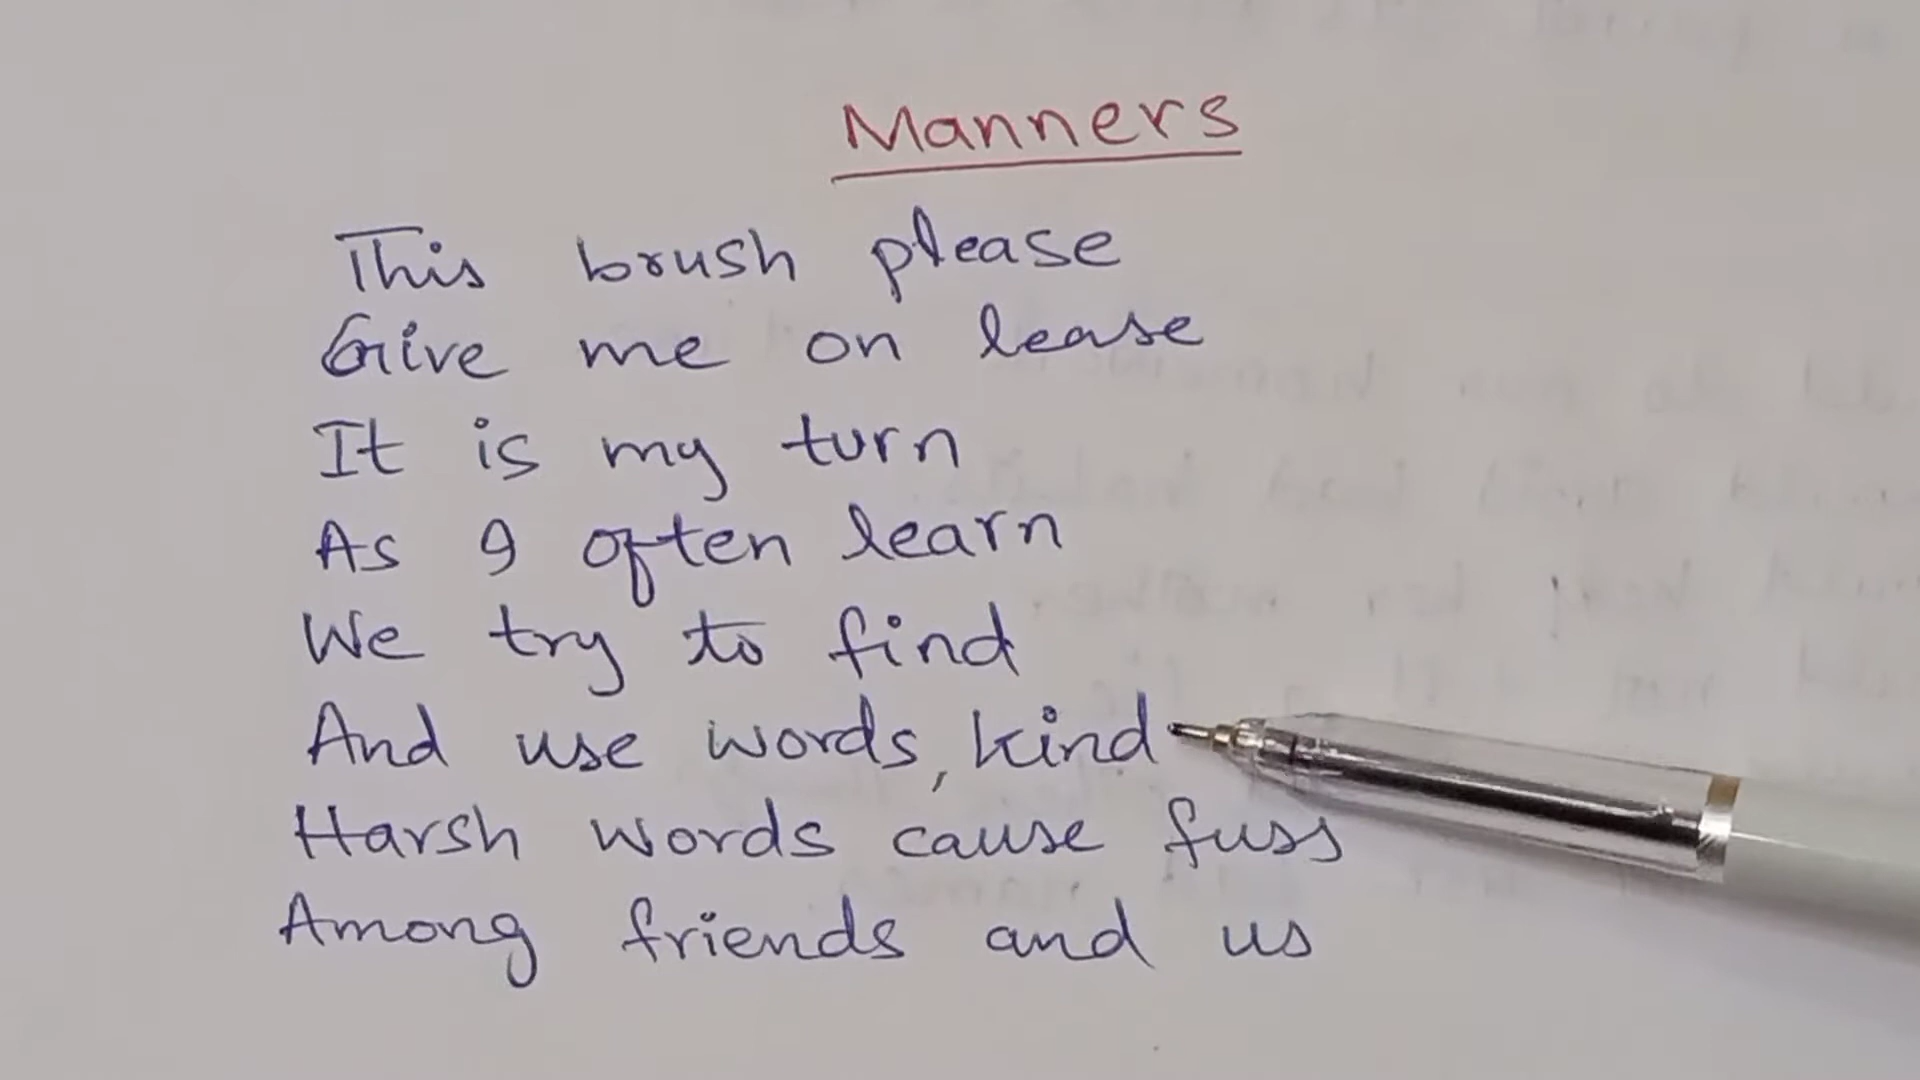 Manners
This brush please
Give me on lease
It is my turn
As I often learn
We try to find
And use words, kind
Harsh words cause fuss
Among friends and us